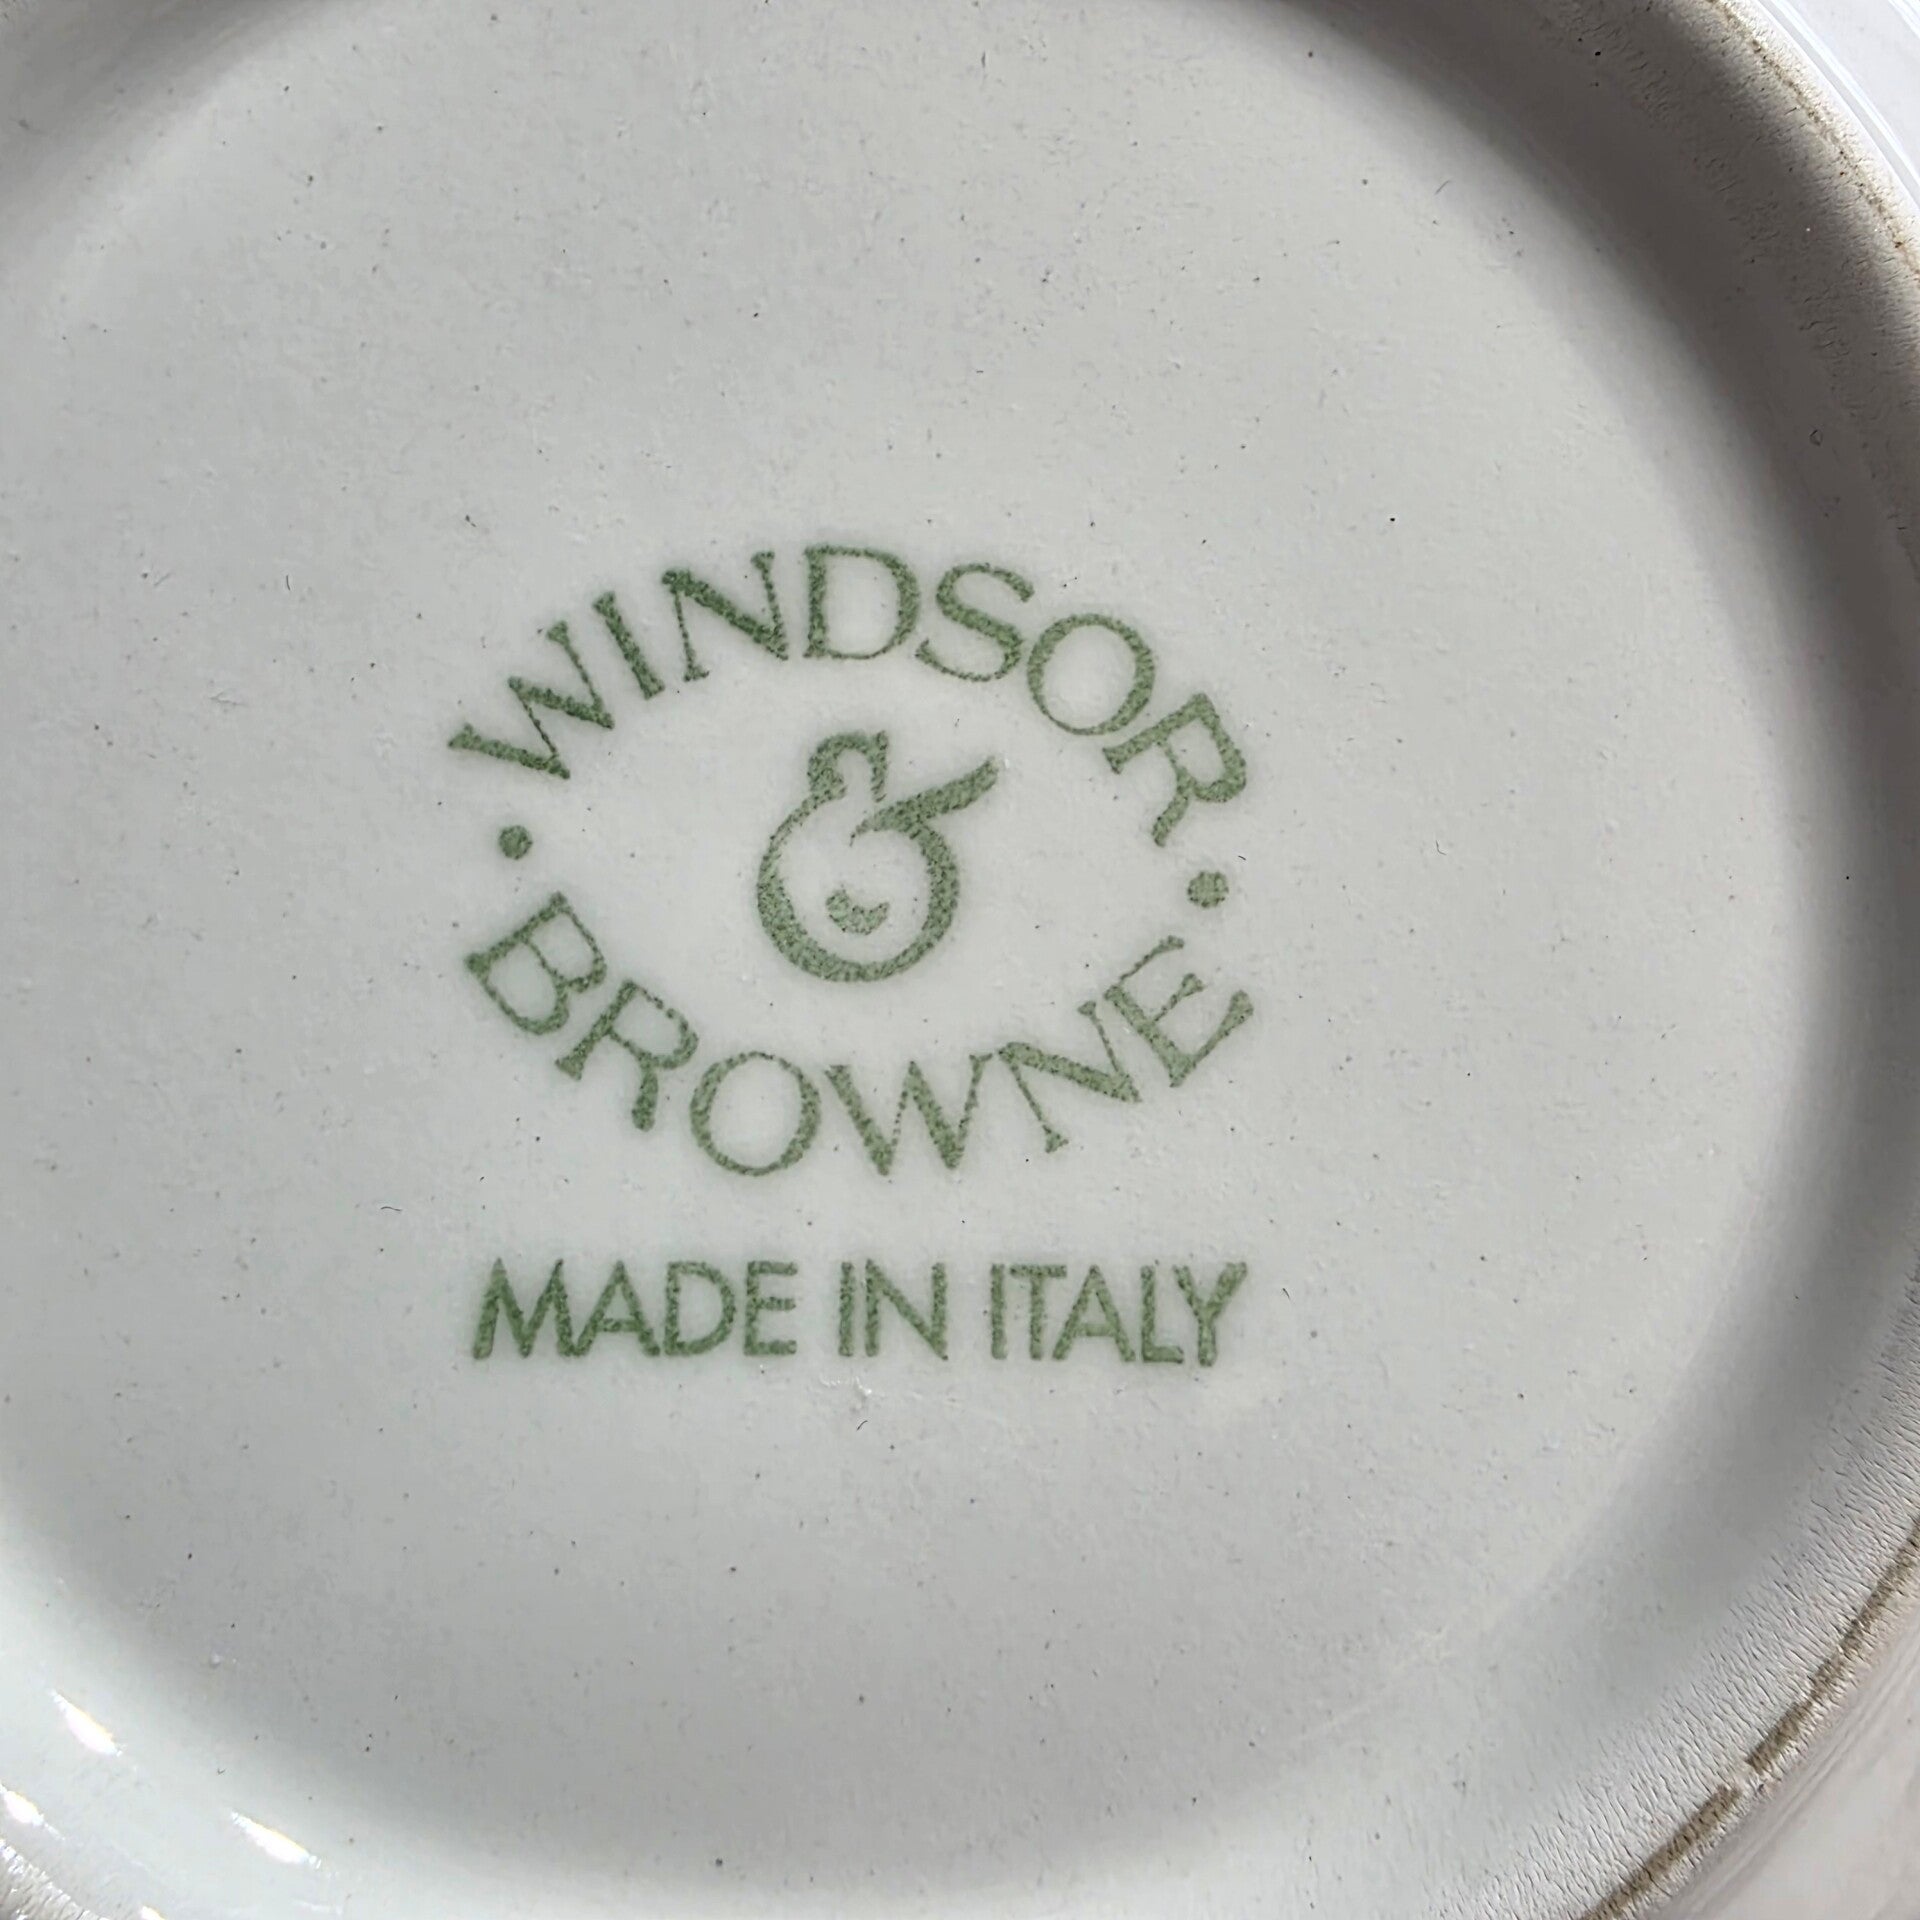 • WINDSOR •
&
BROWNE
MADE IN ITALY